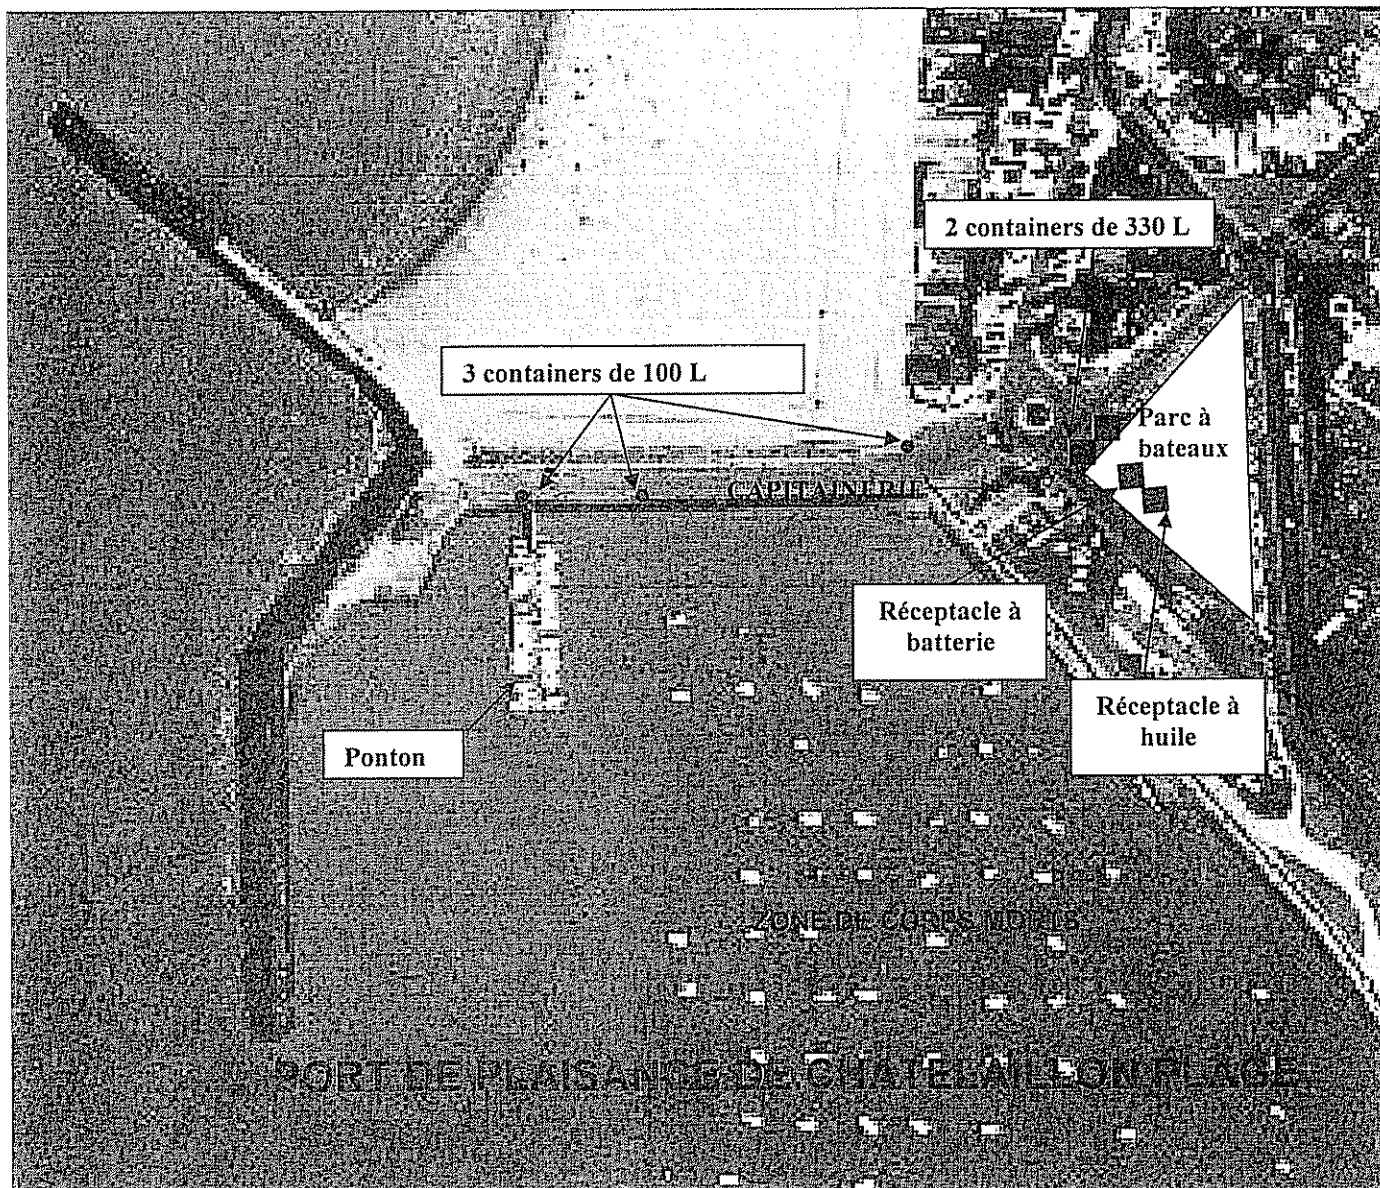 2 containers de 330 L
3 containers de 100 L
Parc à
bateaux
CAPITAINERIE
Réceptacle à
batterie
Réceptacle à
huile
Ponton
ZONE DE CORPS MORTS
PORT DE PLAISANCE DE CHATELAILLON PLAGE